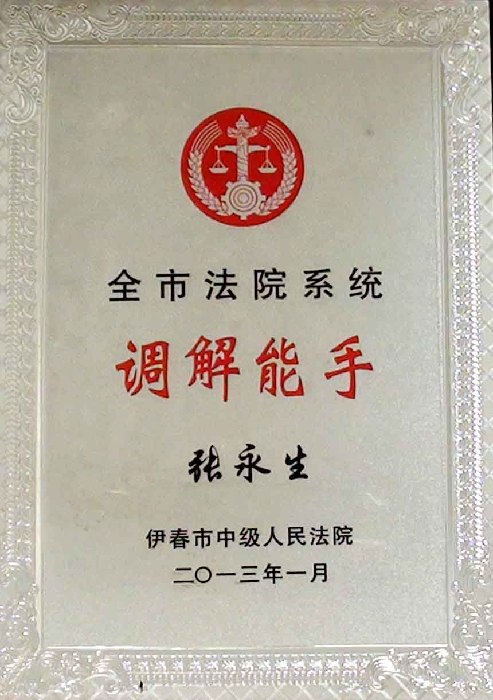 全市法院系统
调解能手
张永生
伊春市中级人民法院
二〇一三年一月